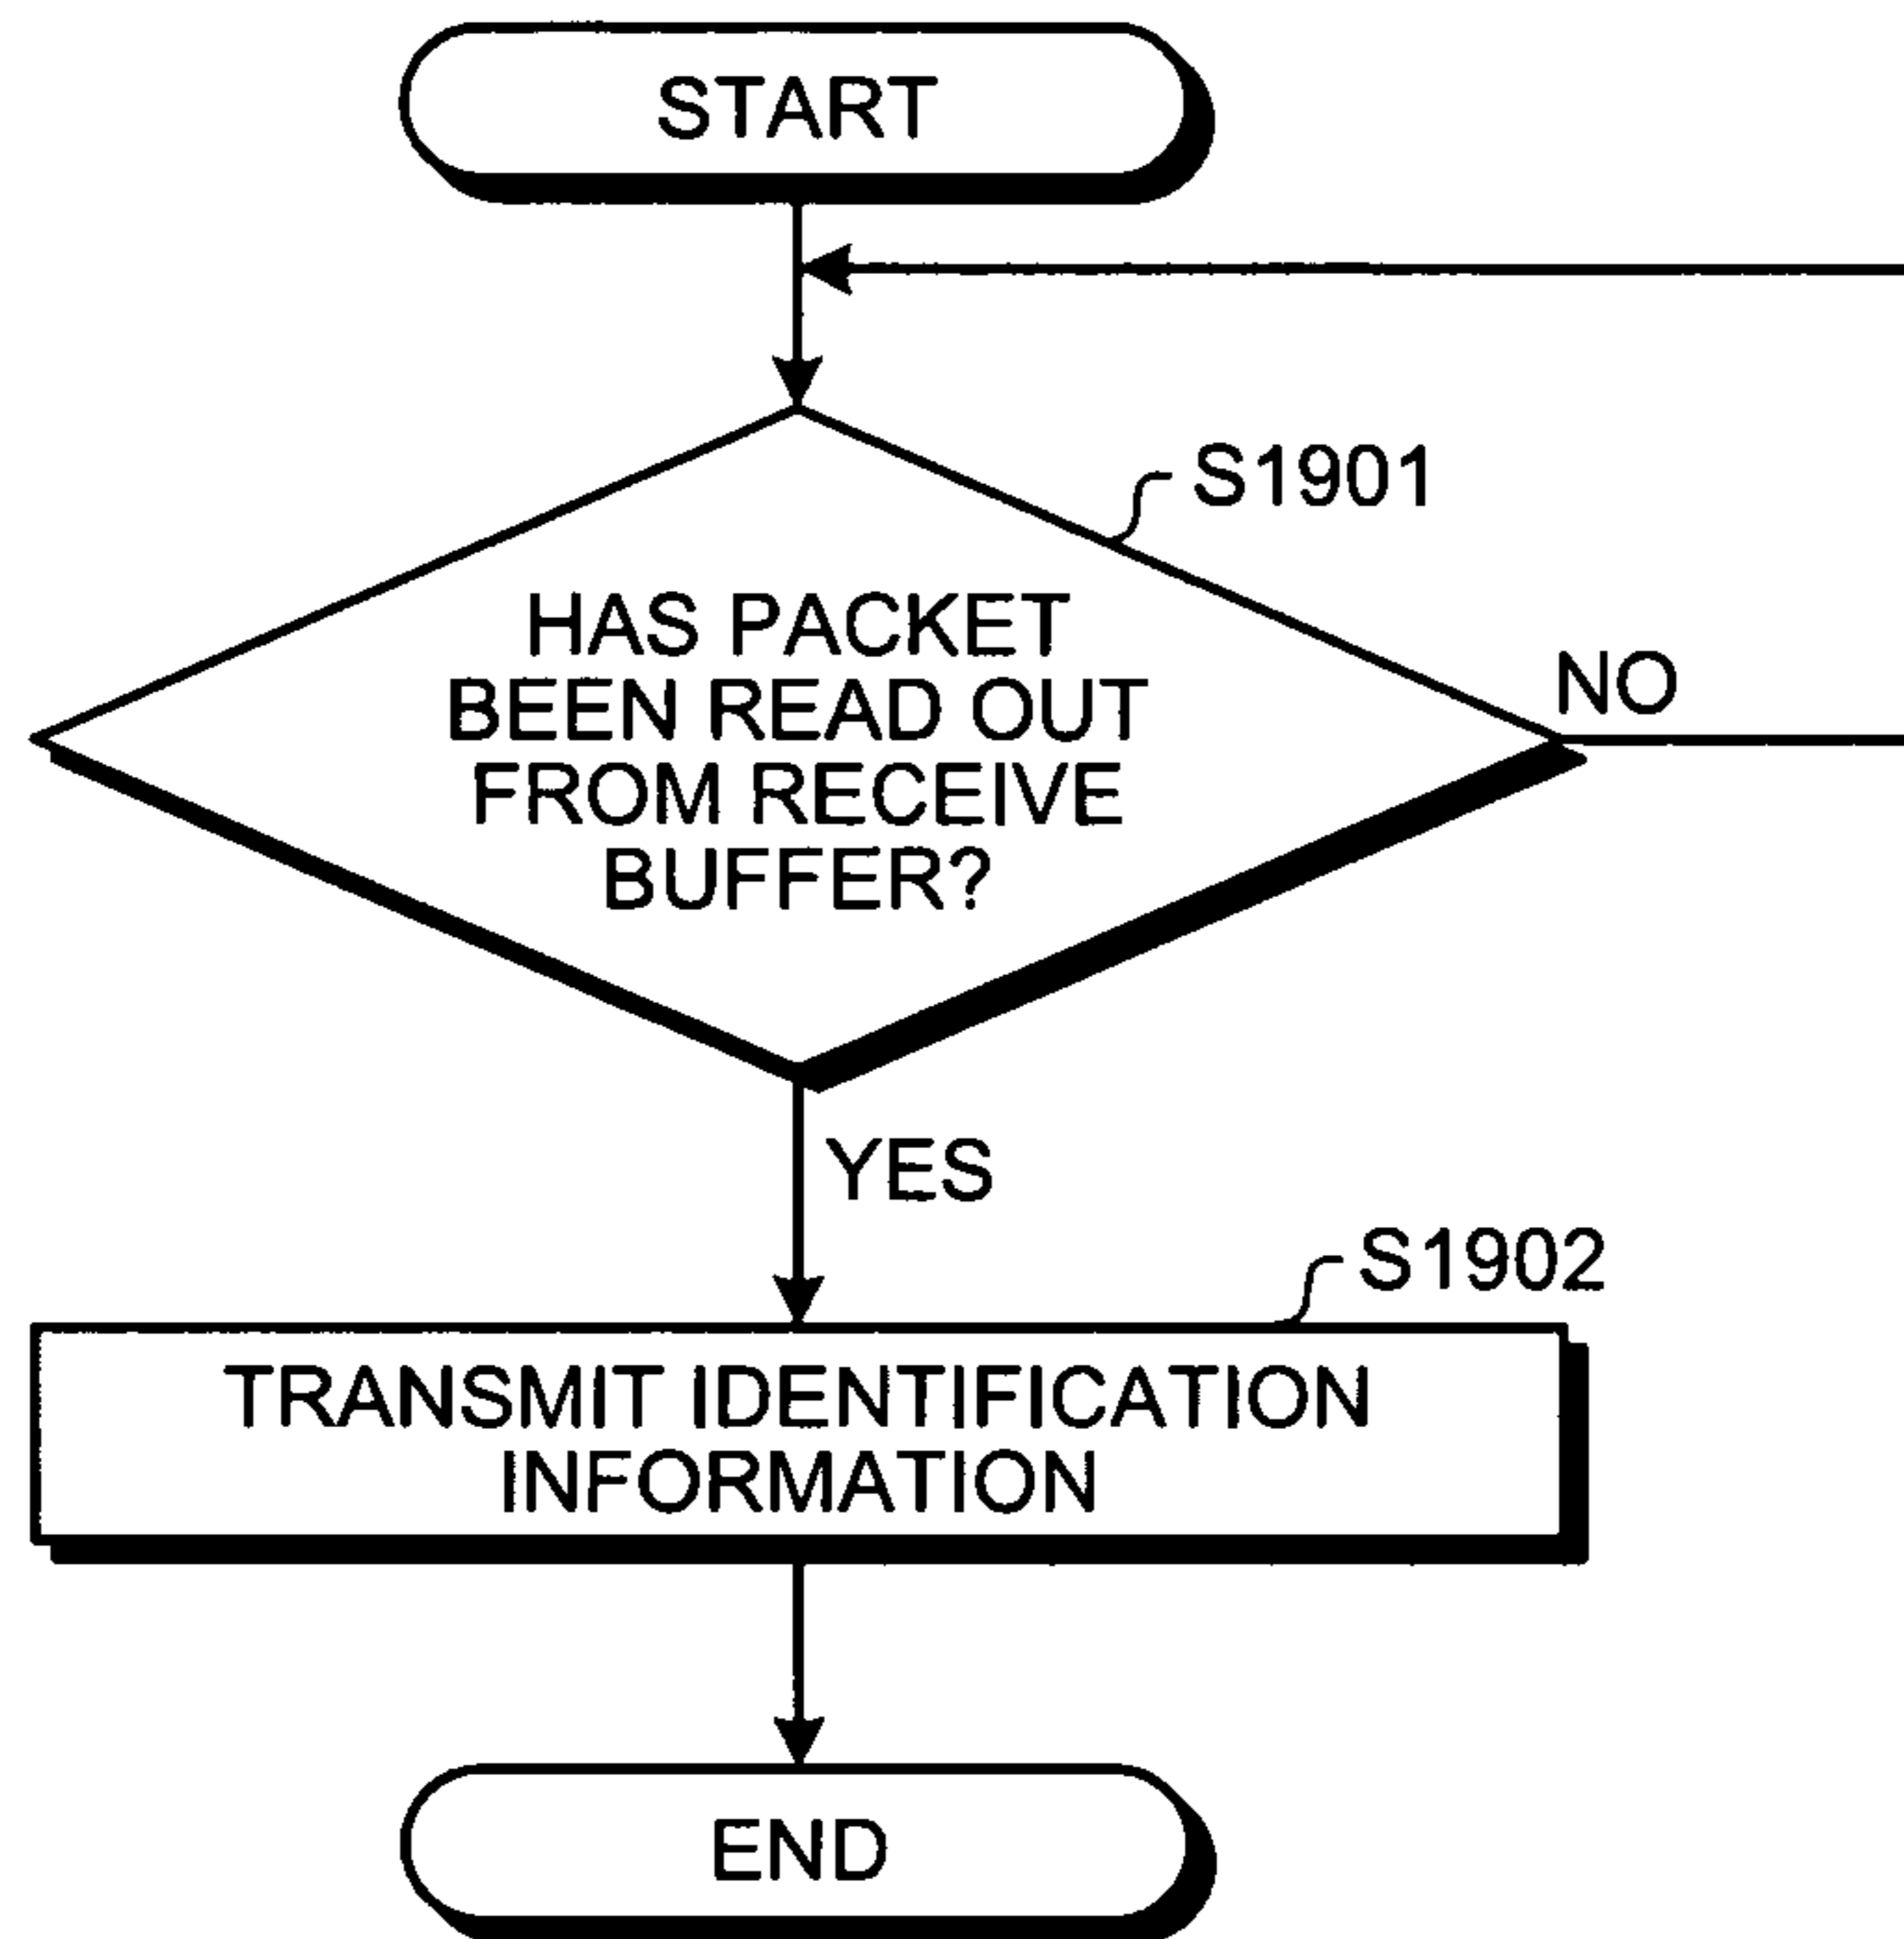 START
S1901
HAS PACKET
BEEN READ OUT
FROM RECEIVE
BUFFER?
NO
YES
S1902
TRANSMIT IDENTIFICATION
INFORMATION
END